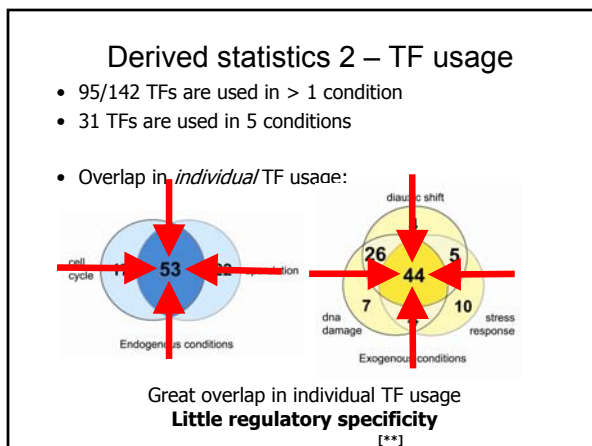 Derived statistics 2 – TF usage
• 95/142 TFs are used in > 1 condition
• 31 TFs are used in 5 conditions
• Overlap in individual TF usage:
diauxic shift
26 5
cell
cycle
53
44
7 10
dna
damage
stress
response
Endogenous conditions
Exogenous conditions
Great overlap in individual TF usage
Little regulatory specificity
[**]